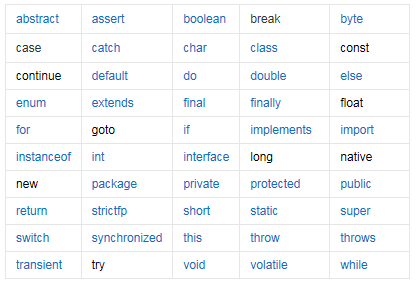 abstract assert boolean break byte
case catch char class const
continue default do double else
enum extends final finally float
for goto if implements import
instanceof int interface long native
new package private protected public
return strictfp short static super
switch synchronized this throw throws
transient try void volatile while